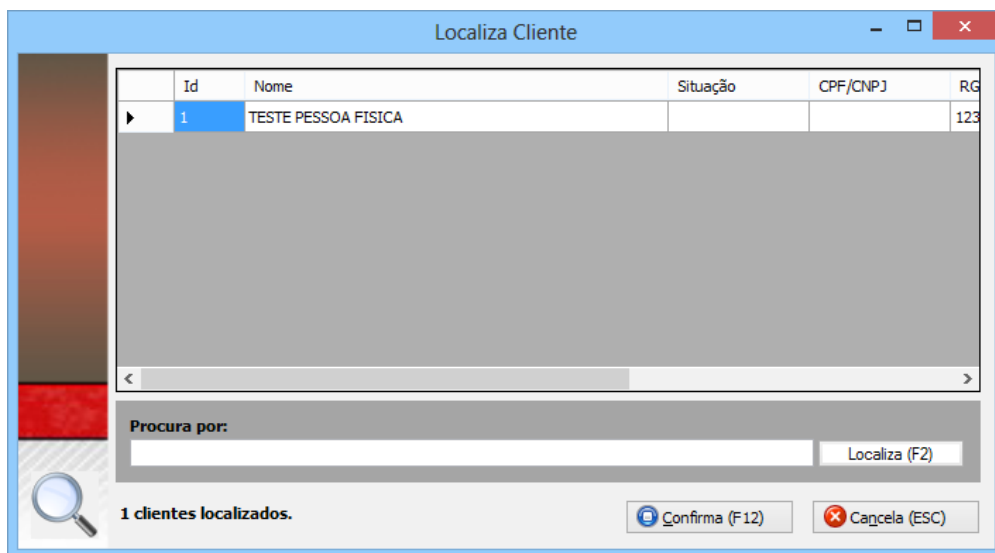 Localiza Cliente
Id Nome Situação CPF/CNPJ RG
1 TESTE PESSOA FISICA 123
Procura por:
Localiza (F2)
1 clientes localizados.
Confirma (F12) Cancela (ESC)